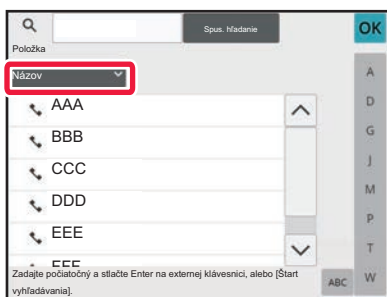 Spus. hľadanie
OK
Položka
Názov
AAA
BBB
CCC
DDD
EEE
FFF
Zadajte počiatočný a stlačte Enter na externej klávesnici, alebo [Štart
vyhľadávania].
ABC
A
D
G
J
M
P
T
W